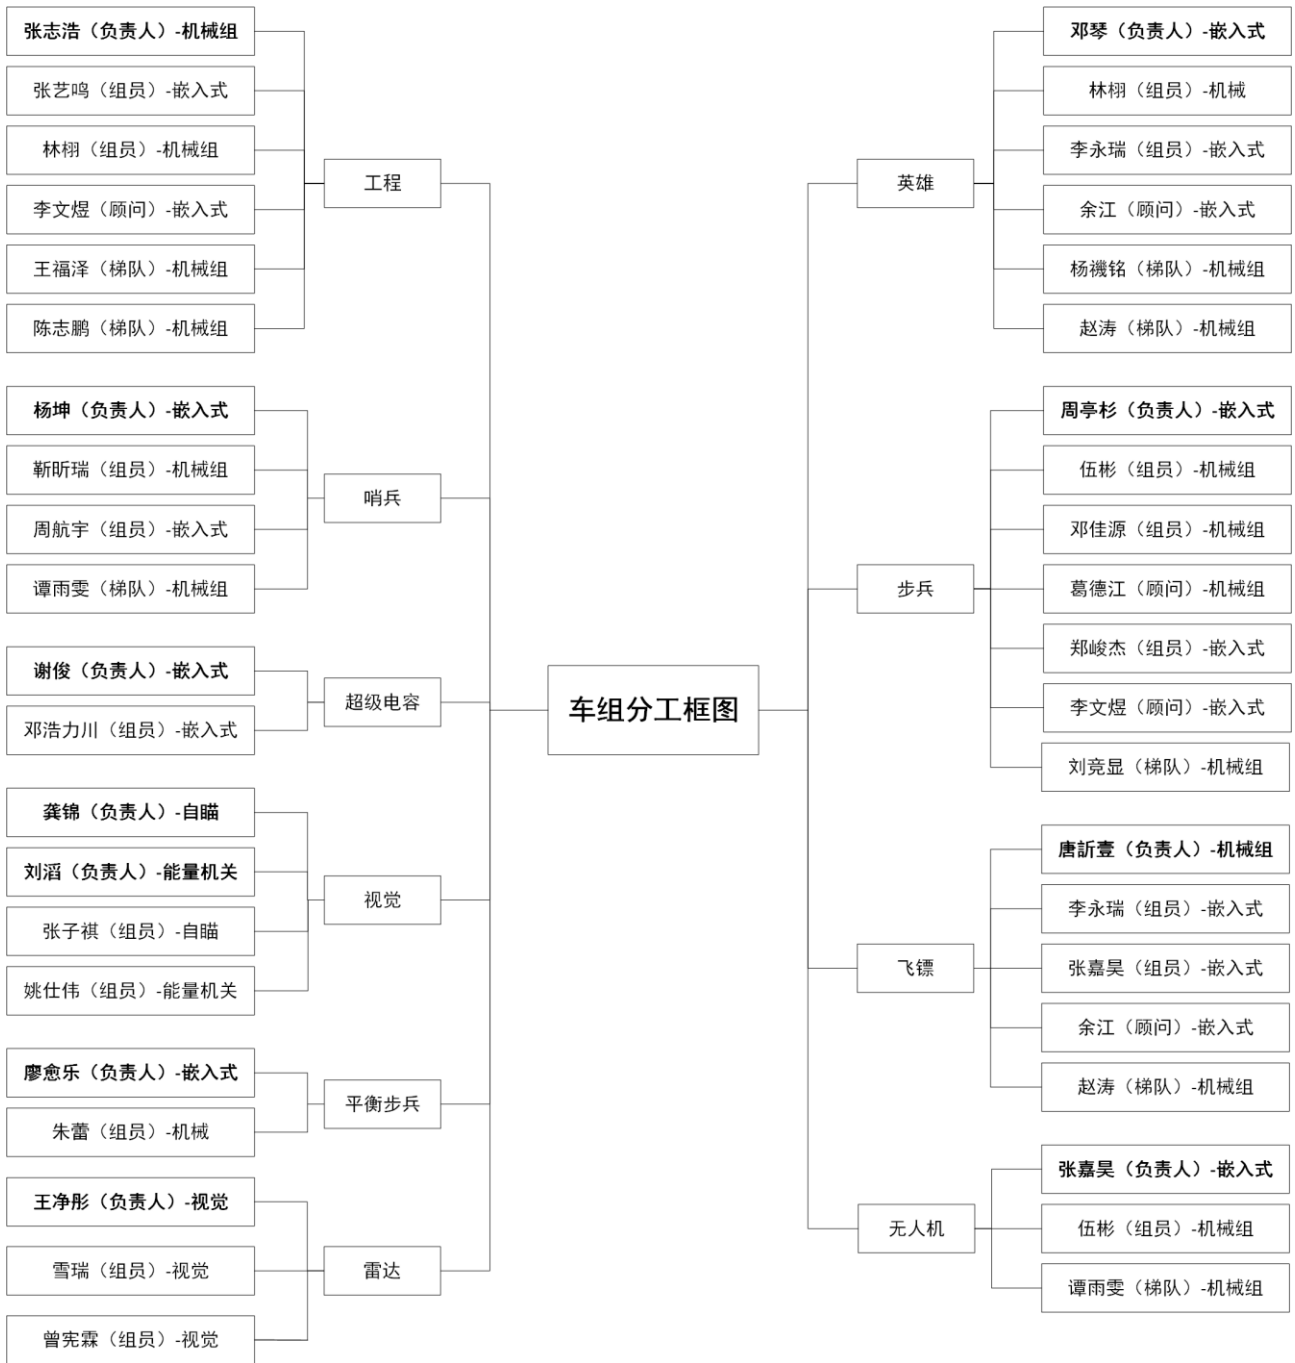 车组分工框图
工程
张志浩（负责人）-机械组
张艺鸣（组员）-嵌入式
林栩（组员）-机械组
李文煜（顾问）-嵌入式
王福泽（梯队）-机械组
陈志鹏（梯队）-机械组
哨兵
杨坤（负责人）-嵌入式
靳昕瑞（组员）-机械组
周航宇（组员）-嵌入式
谭雨雯（梯队）-机械组
超级电容
谢俊（负责人）-嵌入式
邓浩力川（组员）-嵌入式
视觉
龚锦（负责人）-自瞄
刘滔（负责人）-能量机关
张子祺（组员）-自瞄
姚仕伟（组员）-能量机关
平衡步兵
廖愈乐（负责人）-嵌入式
朱蕾（组员）-机械
雷达
王净彤（负责人）-视觉
雪瑞（组员）-视觉
曾宪霖（组员）-视觉
英雄
邓琴（负责人）-嵌入式
林栩（组员）-机械
李永瑞（组员）-嵌入式
余江（顾问）-嵌入式
杨禨铭（梯队）-机械组
赵涛（梯队）-机械组
步兵
周亭杉（负责人）-嵌入式
伍彬（组员）-机械组
邓佳源（组员）-机械组
葛德江（顾问）-机械组
郑峻杰（组员）-嵌入式
李文煜（顾问）-嵌入式
刘竞显（梯队）-机械组
飞镖
唐訢壹（负责人）-机械组
李永瑞（组员）-嵌入式
张嘉昊（组员）-嵌入式
余江（顾问）-嵌入式
赵涛（梯队）-机械组
无人机
张嘉昊（负责人）-嵌入式
伍彬（组员）-机械组
谭雨雯（梯队）-机械组